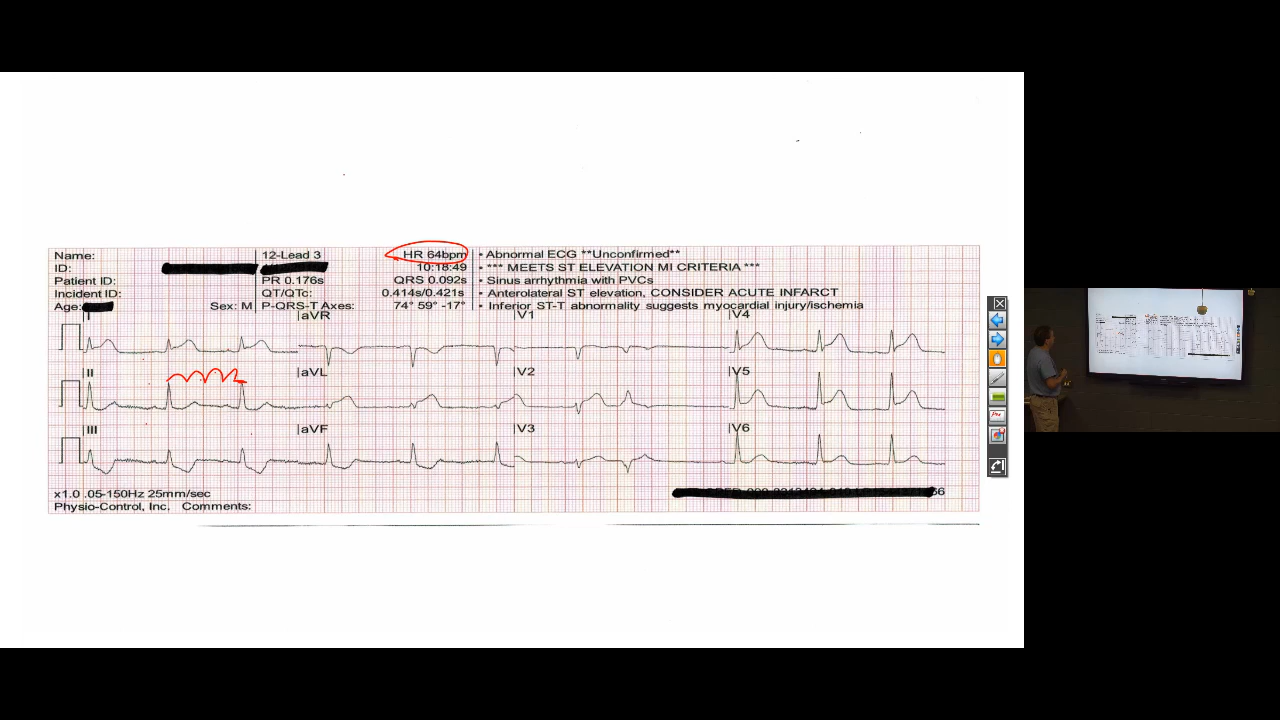 Name:
12-Lead 3
HR 64bpm
• Abnormal ECG **Unconfirmed**
ID:
10:18:49
• *** MEETS ST ELEVATION MI CRITERIA ***
Patient ID:
PR 0.176s
QRS 0.092s
• Sinus arrhythmia with PVCs
Incident ID:
QT/QTc:
0.414s/0.421s
• Anterolateral ST elevation, CONSIDER ACUTE INFARCT
Age:
Sex: M
P-QRS-T Axes:
74° 59° -17°
• Inferior ST-T abnormality suggests myocardial injury/ischemia
I
aVR
V1
V4
II
aVL
V2
V5
III
aVF
V3
V6
x1.0 .05-150Hz 25mm/sec
Physio-Control, Inc. Comments: